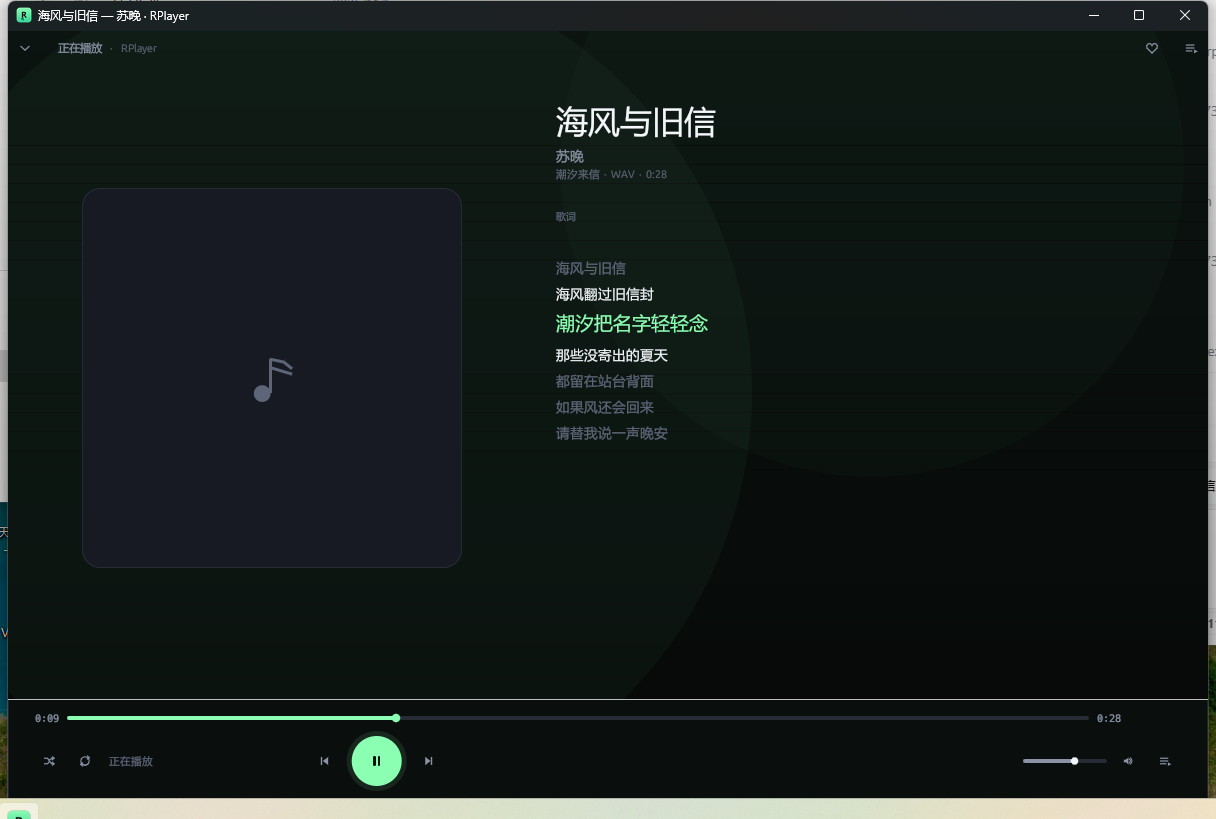 R 海风与旧信 — 苏晚 · RPlayer
正在播放 · RPlayer
海风与旧信
苏晚
潮汐来信 · WAV · 0:28
歌词
海风与旧信
海风翻过旧信封
潮汐把名字轻轻念
那些没寄出的夏天
都留在站台背面
如果风还会回来
请替我说一声晚安
0:09
0:28
正在播放